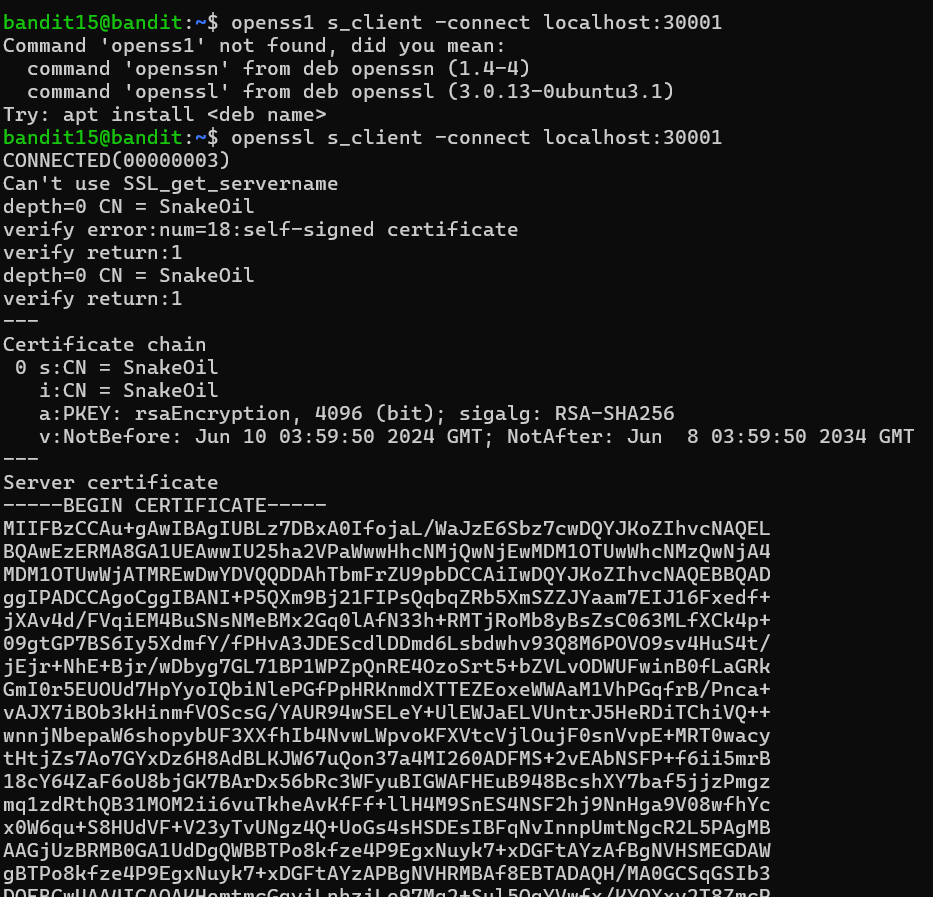 bandit15@bandit:~$ openss1 s_client -connect localhost:30001
Command 'openss1' not found, did you mean:
  command 'openssn' from deb openssn (1.4-4)
  command 'openssl' from deb openssl (3.0.13-0ubuntu3.1)
Try: apt install <deb name>
bandit15@bandit:~$ openssl s_client -connect localhost:30001
CONNECTED(00000003)
Can't use SSL_get_servername
depth=0 CN = SnakeOil
verify error:num=18:self-signed certificate
verify return:1
depth=0 CN = SnakeOil
verify return:1
---
Certificate chain
 0 s:CN = SnakeOil
   i:CN = SnakeOil
   a:PKEY: rsaEncryption, 4096 (bit); sigalg: RSA-SHA256
   v:NotBefore: Jun 10 03:59:50 2024 GMT; NotAfter: Jun  8 03:59:50 2034 GMT
---
Server certificate
-----BEGIN CERTIFICATE-----
MIIFBzCCAu+gAwIBAgIUBLz7DBxA0IfojaL/WaJzE6Sbz7cwDQYJKoZIhvcNAQEL
BQAwEzERMA8GA1UEAwwIU25ha2VPaWwwHhcNMjQwNjEwMDM1OTUwWhcNMzQwNjA4
MDM1OTUwWjATMREwDwYDVQQDDAhTbmFrZU9pbDCCAiIwDQYJKoZIhvcNAQEBBQAD
ggIPADCCAgoCggIBANI+P5QXm9Bj21FIPsQqbqZRb5XmSZZJYaam7EIJ16Fxedf+
jXAv4d/FVqiEM4BuSNsNMeBMx2Gq0lAfN33h+RMTjRoMb8yBsZsC063MLfXCk4p+
09gtGP7BS6Iy5XdmfY/fPHvA3JDEScdlDDmd6Lsbdwhv93Q8M6POVO9sv4HuS4t/
jEjr+NhE+Bjr/wDbyg7GL71BP1WPZpQnRE4OzoSrt5+bZVLvODWUFwinB0fLaGRk
GmI0r5EUOUd7HpYyoIQbiNlePGfPpHRKnmdXTTEZEoxeWWAaM1VhPGqfrB/Pnca+
vAJX7iBOb3kHinmfVOScsG/YAUR94wSELeY+UlEWJaELVUntrJ5HeRDiTChiVQ++
wnnjNbepaW6shopybUF3XXfhIb4NvwLWpvoKFXVtcVjlOujF0snVvpE+MRT0wacy
tHtjZs7Ao7GYxDz6H8AdBLKJW67uQon37a4MI260ADFMS+2vEAbNSFP+f6ii5mrB
18cY64ZaF6oU8bjGK7BArDx56bRc3WFyuBIGWAFHEuB948BcshXY7baf5jjzPmgz
mq1zdRthQB31MOM2ii6vuTkheAvKfFf+llH4M9SnES4NSF2hj9NnHga9V08wfhYc
x0W6qu+S8HUdVF+V23yTvUNgz4Q+UoGs4sHSDEsIBFqNvInnpUmtNgcR2L5PAgMB
AAGjUzBRMB0GA1UdDgQWBBTPo8kfze4P9EgxNuyk7+xDGFtAYzAfBgNVHSMEGDAW
gBTPo8kfze4P9EgxNuyk7+xDGFtAYzAPBgNVHRMBAf8EBTADAQH/MA0GCSqGSIb3